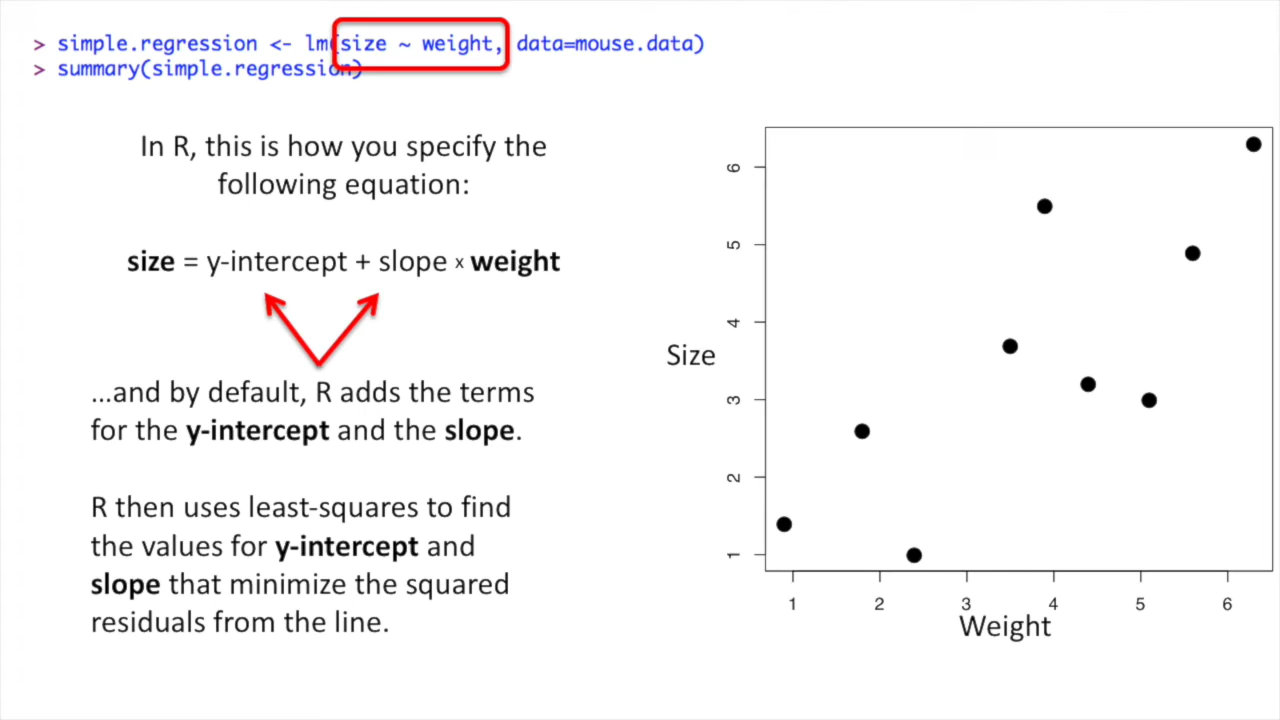 > simple.regression <- lm(size ~ weight, data=mouse.data)
> summary(simple.regression)
In R, this is how you specify the
following equation:
size = y-intercept + slope x weight
...and by default, R adds the terms
for the y-intercept and the slope.
R then uses least-squares to find
the values for y-intercept and
slope that minimize the squared
residuals from the line.
Size
6
5
4
3
2
1
1 2 3 4 5 6
Weight